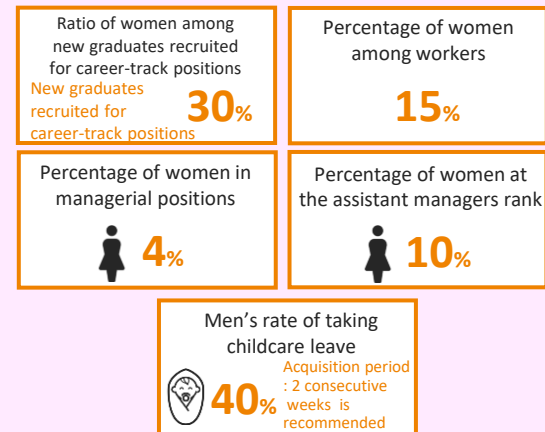 Ratio of women among
new graduates recruited
for career-track positions
New graduates
recruited for
career-track positions
30%
Percentage of women
among workers
15%
Percentage of women in
managerial positions
4%
Percentage of women at
the assistant managers rank
10%
Men’s rate of taking
childcare leave
40%
Acquisition period
: 2 consecutive
weeks is
recommended